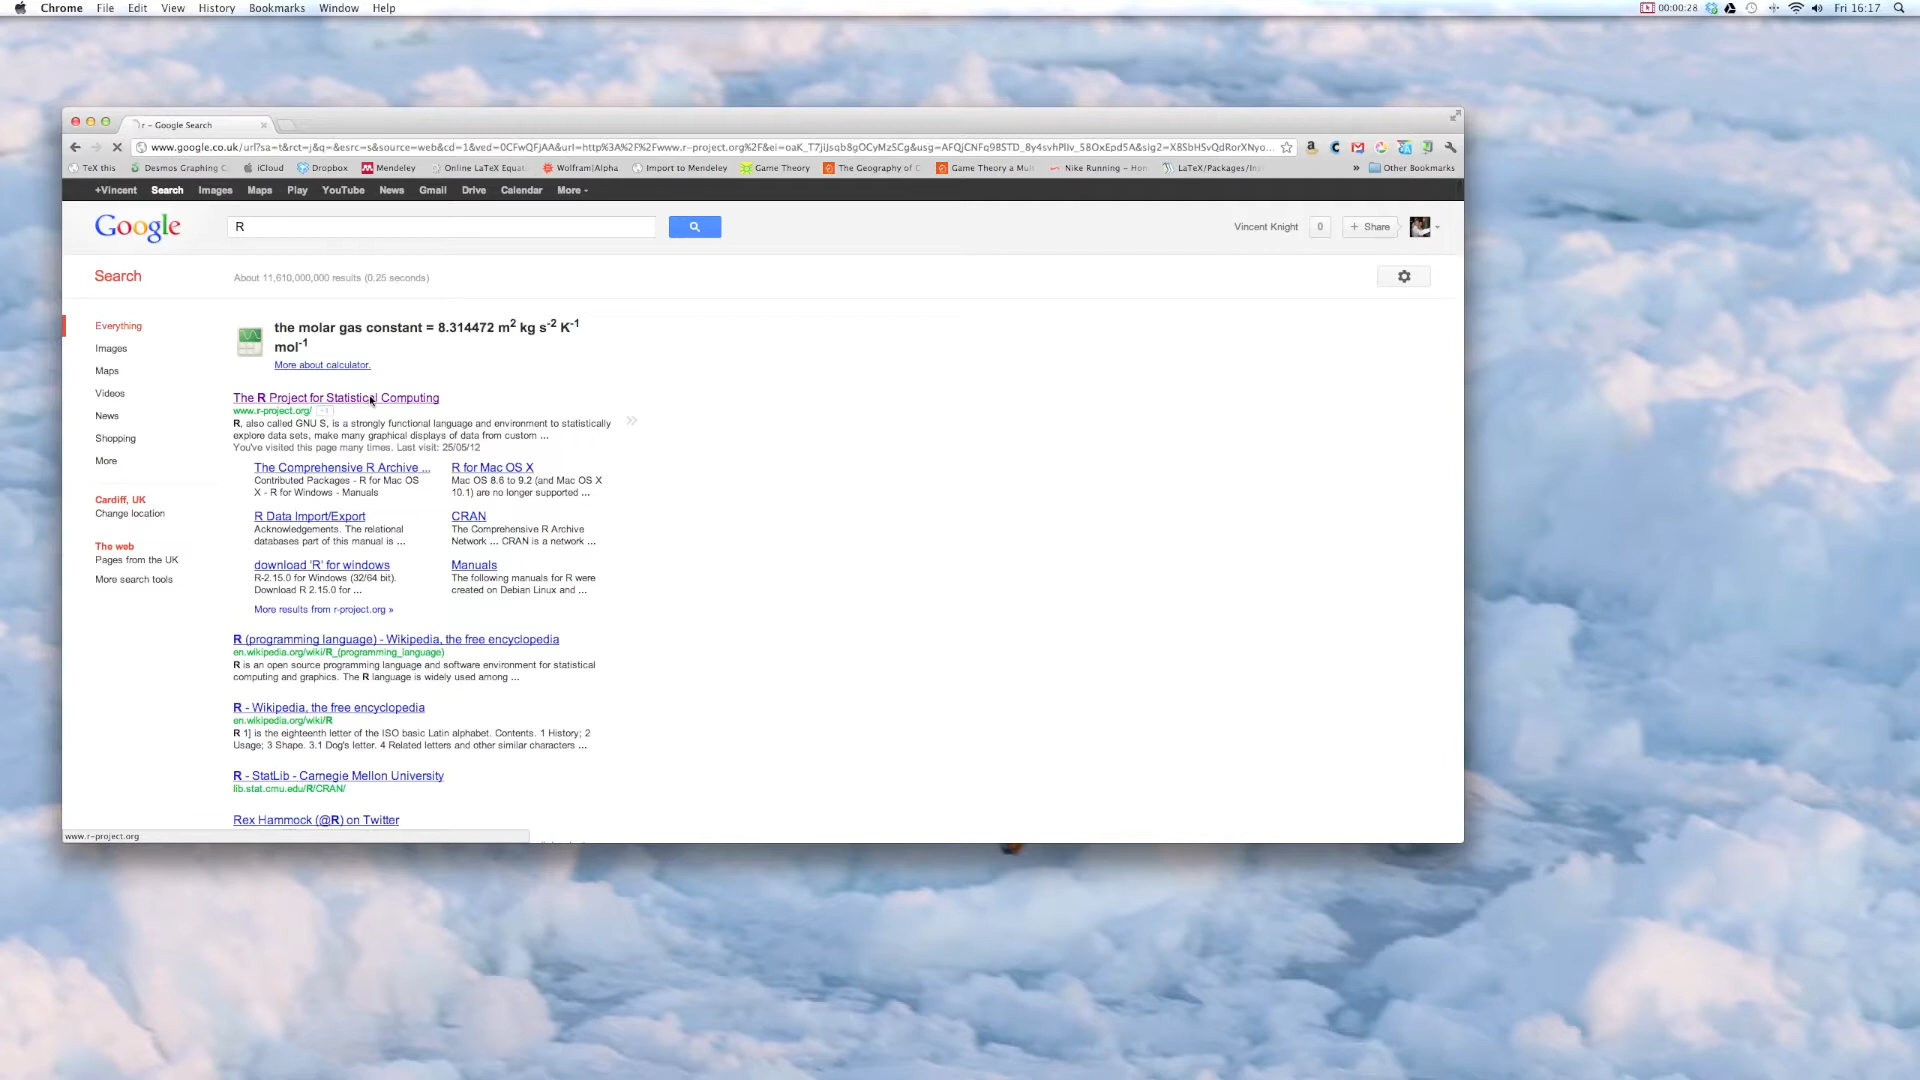 Chrome File Edit View History Bookmarks Window Help 00:00:28 Fri 16:17
r – Google Search
www.google.co.uk/url?sa=t&rct=j&q=&esrc=s&source=web&cd=1&ved=0CFwQFjAA&url=http%3A%2F%2Fwww.r-project.org%2F&ei=
TeX this Desmos Graphing C iCloud Dropbox Mendeley Online LaTeX Equat Wolfram|Alpha Import to Mendeley Game Theory The Geography of Game Theory a Mul Nike Running – Hom LaTeX/Packages/In » Other Bookmarks
+Vincent Search Images Maps Play YouTube News Gmail Drive Calendar More
Google R Vincent Knight 0 + Share
Search About 11,610,000,000 results (0.25 seconds)
Everything
Images
Maps
Videos
News
Shopping
More
Cardiff, UK
Change location
The web
Pages from the UK
More search tools
the molar gas constant = 8.314472 m² kg s⁻² K⁻¹
mol⁻¹
More about calculator.
The R Project for Statistical Computing
www.r-project.org/
R, also called GNU S, is a strongly functional language and environment to statistically
explore data sets, make many graphical displays of data from custom ...
You've visited this page many times. Last visit: 25/05/12
The Comprehensive R Archive ...
Contributed Packages - R for Mac OS
X - R for Windows - Manuals
R for Mac OS X
Mac OS 8.6 to 9.2 (and Mac OS X
10.1) are no longer supported ...
R Data Import/Export
Acknowledgements. The relational
databases part of this manual is ...
CRAN
The Comprehensive R Archive
Network ... CRAN is a network ...
download 'R' for windows
R-2.15.0 for Windows (32/64 bit).
Download R 2.15.0 for ...
Manuals
The following manuals for R were
created on Debian Linux and ...
More results from r-project.org »
R (programming language) - Wikipedia, the free encyclopedia
en.wikipedia.org/wiki/R_(programming_language)
R is an open source programming language and software environment for statistical
computing and graphics. The R language is widely used among ...
R - Wikipedia, the free encyclopedia
en.wikipedia.org/wiki/R
R 1] is the eighteenth letter of the ISO basic Latin alphabet. Contents. 1 History; 2
Usage; 3 Shape. 3.1 Dog's letter. 4 Related letters and other similar characters ...
R - StatLib - Carnegie Mellon University
lib.stat.cmu.edu/R/CRAN/
Rex Hammock (@R) on Twitter
www.r-project.org